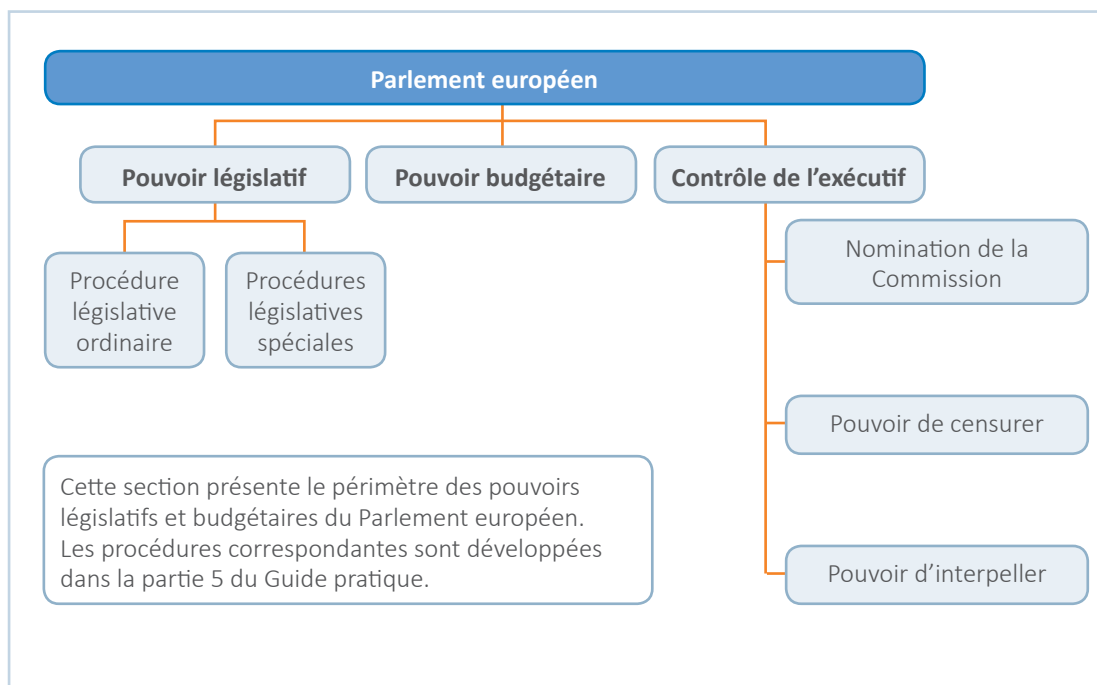 Parlement européen
Pouvoir législatif
Pouvoir budgétaire
Contrôle de l’exécutif
Procédure
législative
ordinaire
Procédures
législatives
spéciales
Nomination de la
Commission
Pouvoir de censurer
Pouvoir d’interpeller
Cette section présente le périmètre des pouvoirs
législatifs et budgétaires du Parlement européen.
Les procédures correspondantes sont développées
dans la partie 5 du Guide pratique.